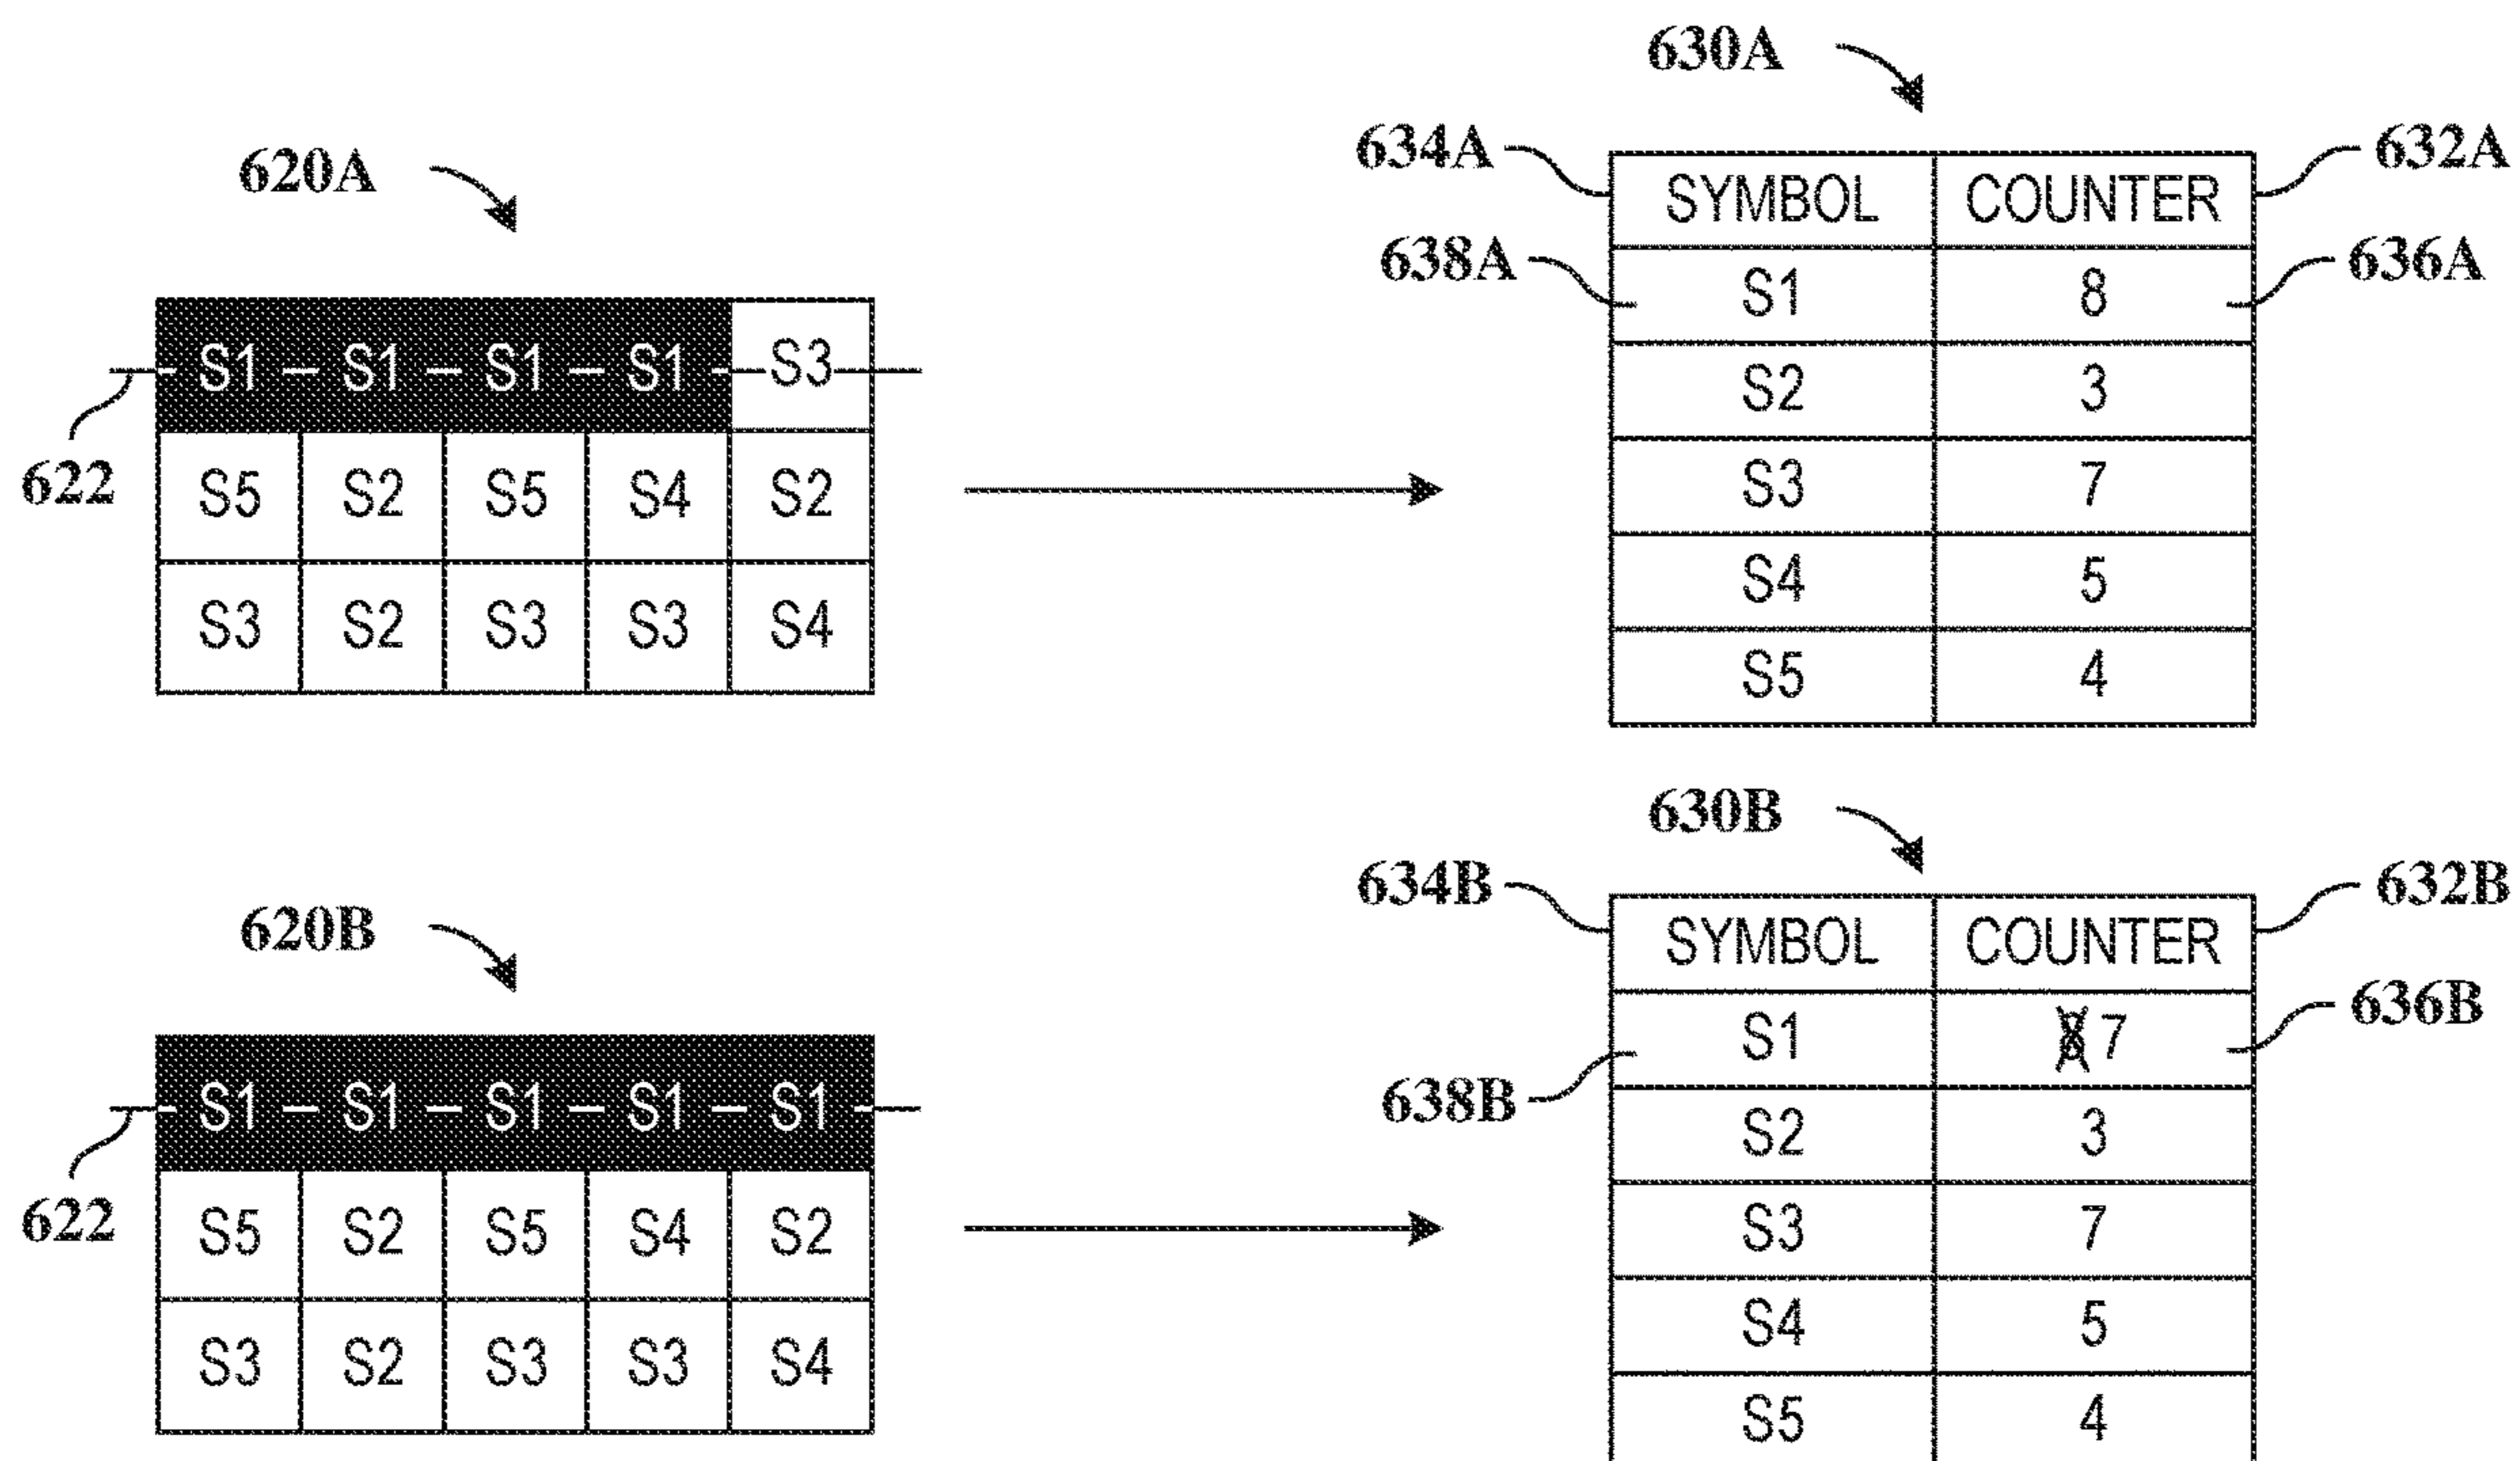 630A
634A
632A
620A
SYMBOL COUNTER
638A
636A
S1 8
S1 S1 S1 S1 S3
S2 3
622
S5 S2 S5 S4 S2
S3 7
S4 5
S3 S2 S3 S3 S4
S5 4
630B
634B
632B
620B
SYMBOL COUNTER
636B
S1 8 7
638B
S1 S1 S1 S1 S1
S2 3
622
S5 S2 S5 S4 S2
S3 7
S4 5
S3 S2 S3 S3 S4
S5 4